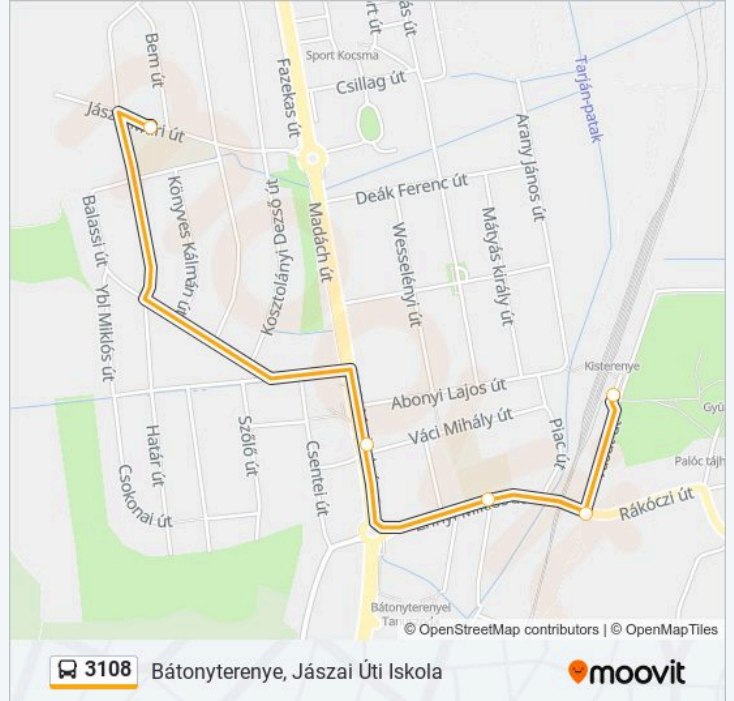 Sport Kocsma
Csillag út
Bem út
Fazekas út
Tarján-patak
Arany János út
Deák Ferenc út
Balassi út
Könyves Kálmán
Kosztolányi Dezső út
Madách út
Wesselényi út
Mátyás király út
Ybl Miklós út
Kisterenye
Abonyi Lajos út
Váci Mihály út
Piac út
Határ út
Szőlő út
Csentei út
Csokonai út
Rákóczi út
Bátonyterenyei
© OpenStreetMap contributors | © OpenMapTiles
3108 Bátonyterenye, Jászai Úti Iskola
moovit